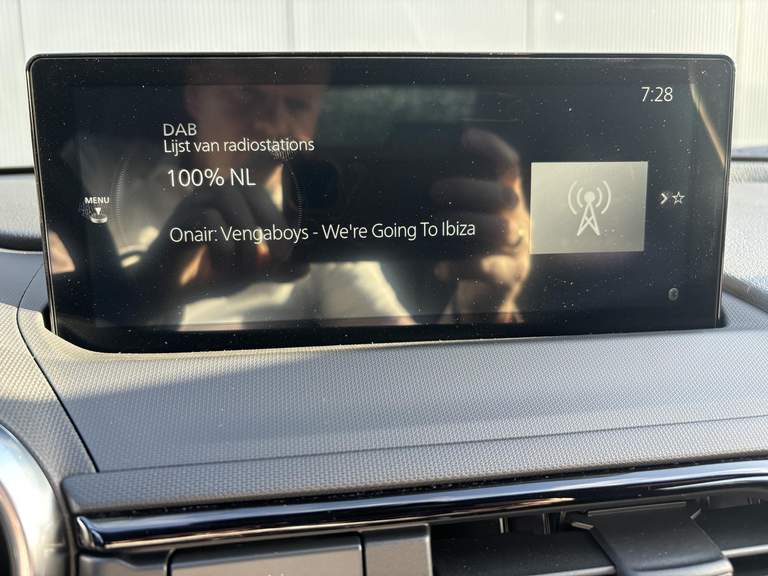 7:28
DAB
Lijst van radiostations
100% NL
MENU
Onair: Vengaboys - We're Going To Ibiza